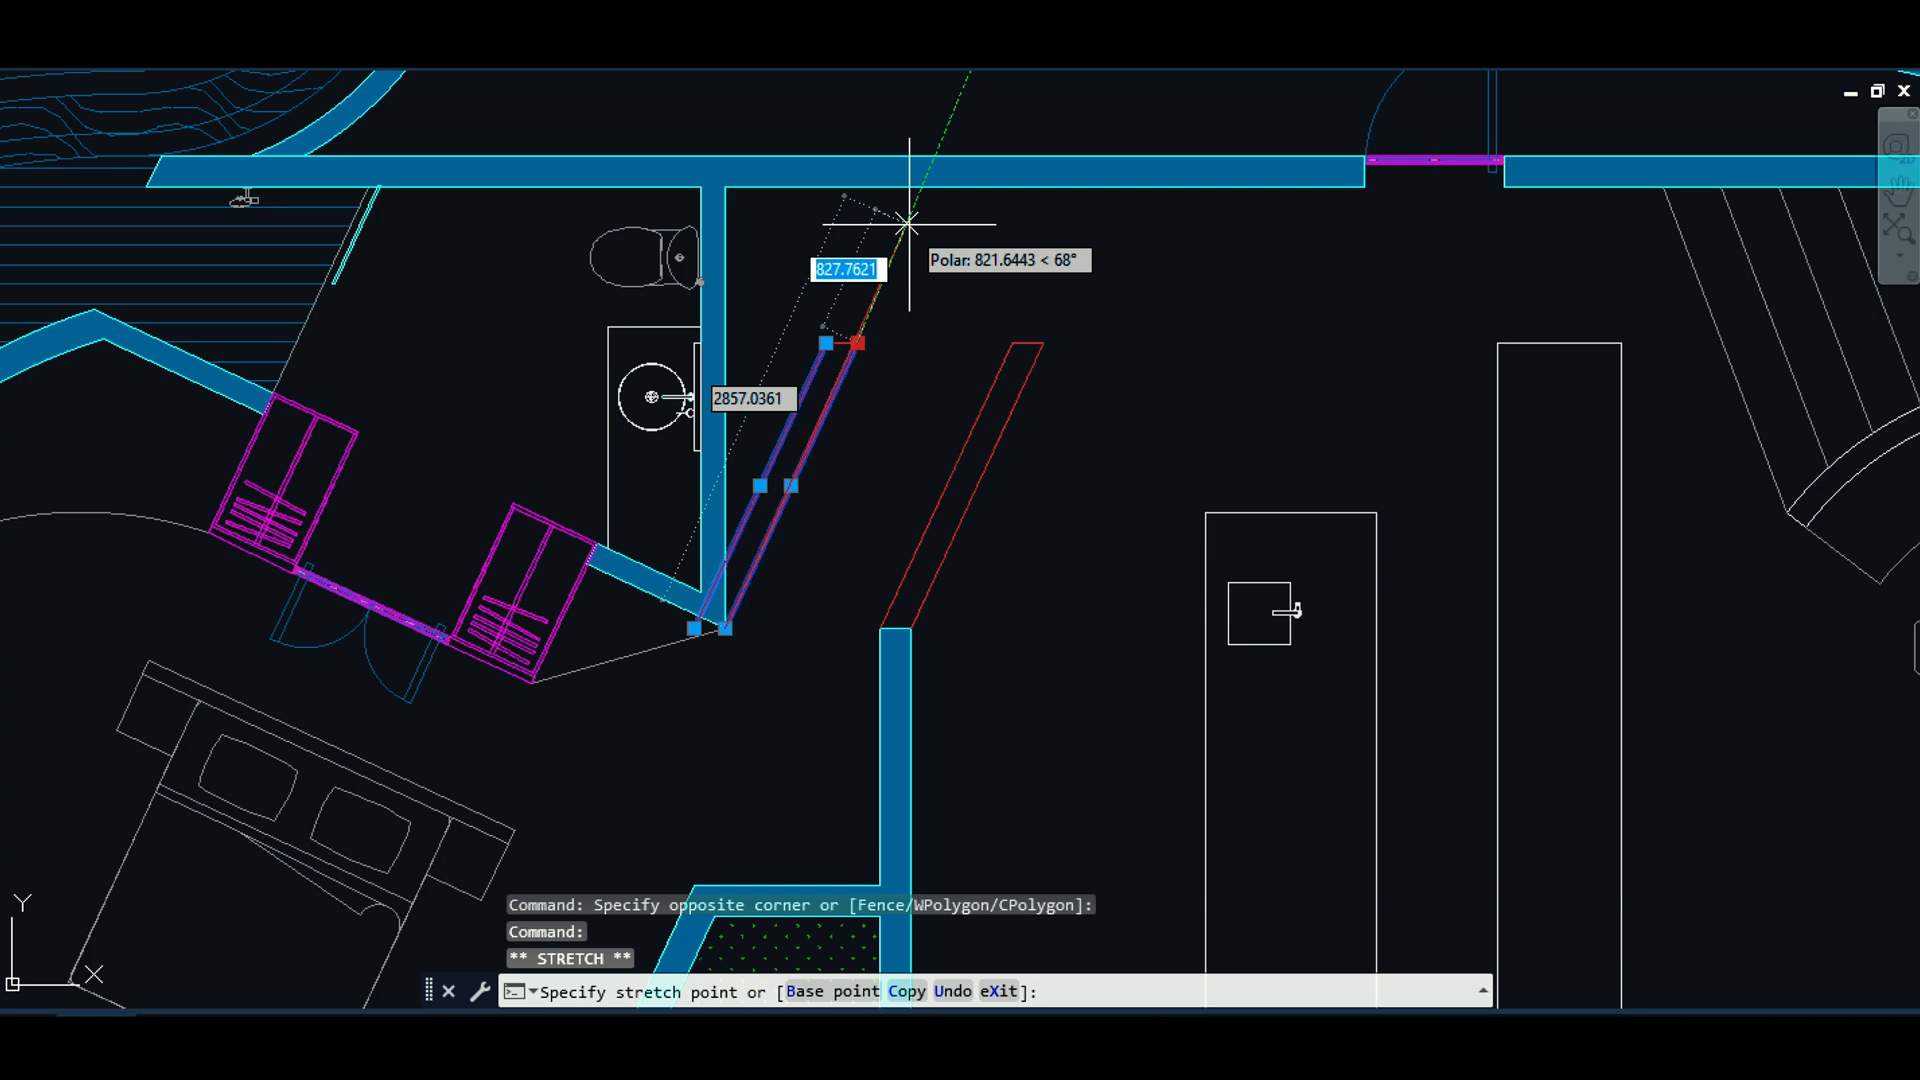 827.7621
Polar: 821.6443 < 68°
2857.0361
Command: Specify opposite corner or [Fence/WPolygon/CPolygon]:
Command:
** STRETCH **
Specify stretch point or [Base point Copy Undo eXit]:
Y
X